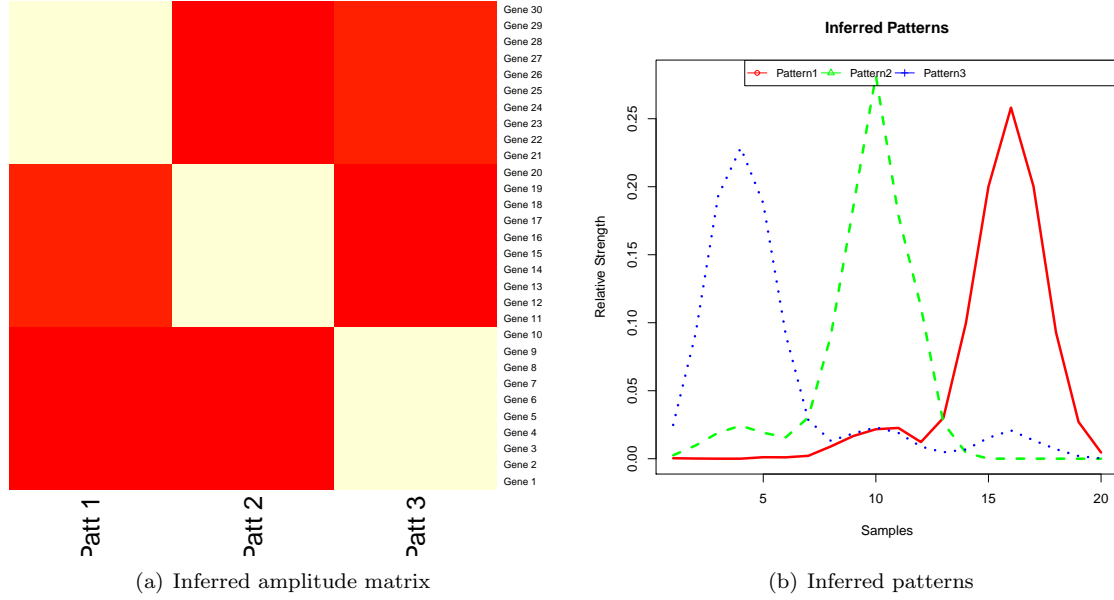 Gene 30
Gene 29
Gene 28
Gene 27
Gene 26
Gene 25
Gene 24
Gene 23
Gene 22
Gene 21
Gene 20
Gene 19
Gene 18
Gene 17
Gene 16
Gene 15
Gene 14
Gene 13
Gene 12
Gene 11
Gene 10
Gene 9
Gene 8
Gene 7
Gene 6
Gene 5
Gene 4
Gene 3
Gene 2
Gene 1
Patt 1
Patt 2
Patt 3
(a) Inferred amplitude matrix
Inferred Patterns
Pattern1 Pattern2 Pattern3
Relative Strength
0.25
0.20
0.15
0.10
0.05
0.00
5 10 15 20
Samples
(b) Inferred patterns